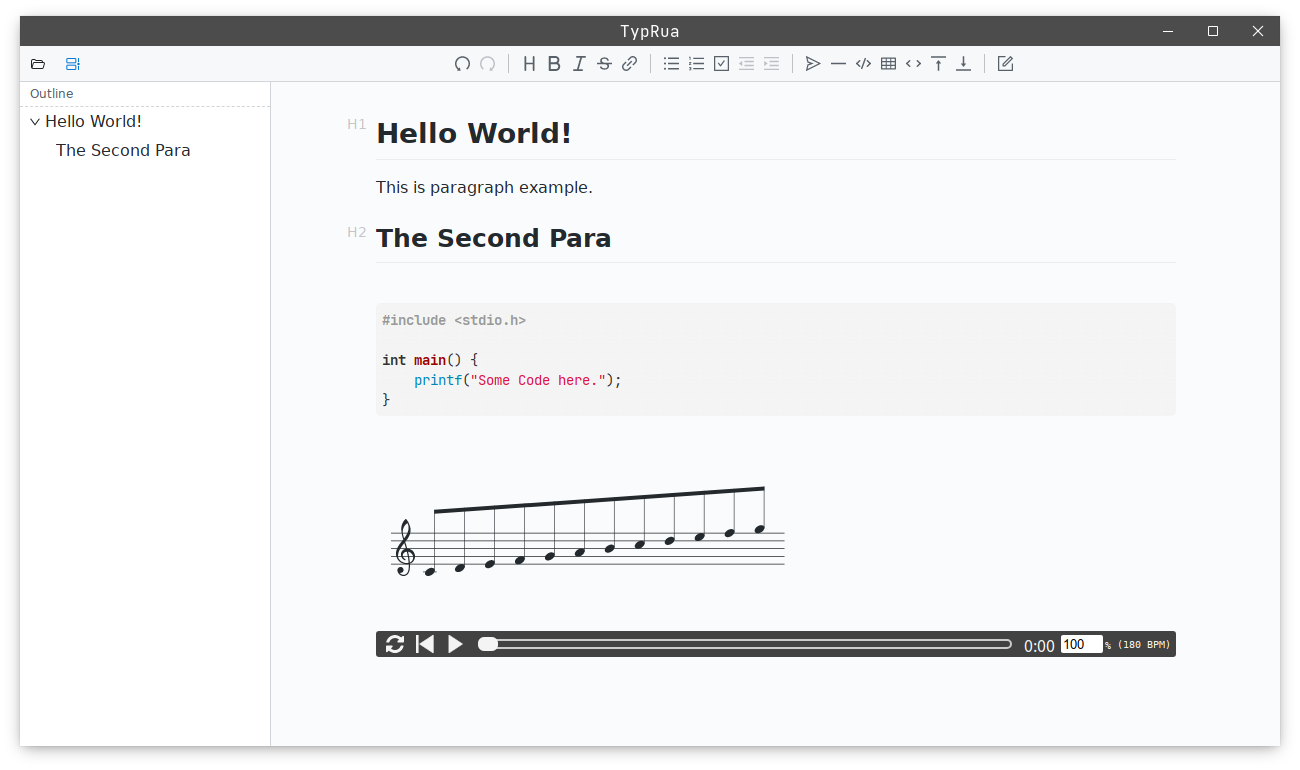 TypRua
Outline
Hello World!
The Second Para
H1 Hello World!
This is paragraph example.
H2 The Second Para
#include <stdio.h>
int main() {
    printf("Some Code here.");
}
0:00 100 % (180 BPM)